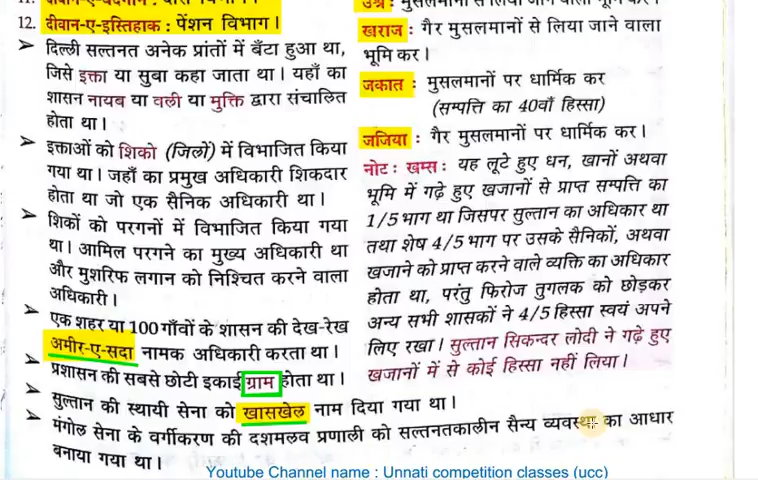 12. दीवान-ए-इस्तिहाक : पेंशन विभाग।
➤ दिल्ली सल्तनत अनेक प्रांतों में बँटा हुआ था,
जिसे इक्ता या सुबा कहा जाता था। यहाँ का
शासन नायब या वली या मुक्ति द्वारा संचालित
होता था।
➤ इक्ताओं को शिको (जिलों) में विभाजित किया
गया था। जहाँ का प्रमुख अधिकारी शिकदार
होता था जो एक सैनिक अधिकारी था।
➤ शिकों को परगनों में विभाजित किया गया
था। आमिल परगने का मुख्य अधिकारी था
और मुशरिफ लगान को निश्चित करने वाला
अधिकारी।
➤ एक शहर या 100 गाँवों के शासन की देख-रेख
अमीर-ए-सदा नामक अधिकारी करता था।
➤ प्रशासन की सबसे छोटी इकाई ग्राम होता था।
➤ सुल्तान की स्थायी सेना को खासखेल नाम दिया गया था।
➤ मंगोल सेना के वर्गीकरण की दशमलव प्रणाली को सल्तनतकालीन सैन्य व्यवस्था का आधार
बनाया गया था।
खराज : गैर मुसलमानों से लिया जाने वाला
भूमि कर।
जकात : मुसलमानों पर धार्मिक कर
(सम्पत्ति का 40वाँ हिस्सा)
जजिया : गैर मुसलमानों पर धार्मिक कर।
नोट : खम्स : यह लूटे हुए धन, खानों अथवा
भूमि में गढ़े हुए खजानों से प्राप्त सम्पत्ति का
1/5 भाग था जिसपर सुल्तान का अधिकार था
तथा शेष 4/5 भाग पर उसके सैनिकों, अथवा
खजाने को प्राप्त करने वाले व्यक्ति का अधिकार
होता था, परंतु फिरोज तुगलक को छोड़कर
अन्य सभी शासकों ने 4/5 हिस्सा स्वयं अपने
लिए रखा। सुल्तान सिकन्दर लोदी ने गढ़े हुए
खजानों में से कोई हिस्सा नहीं लिया।
Youtube Channel name : Unnati competition classes (ucc)